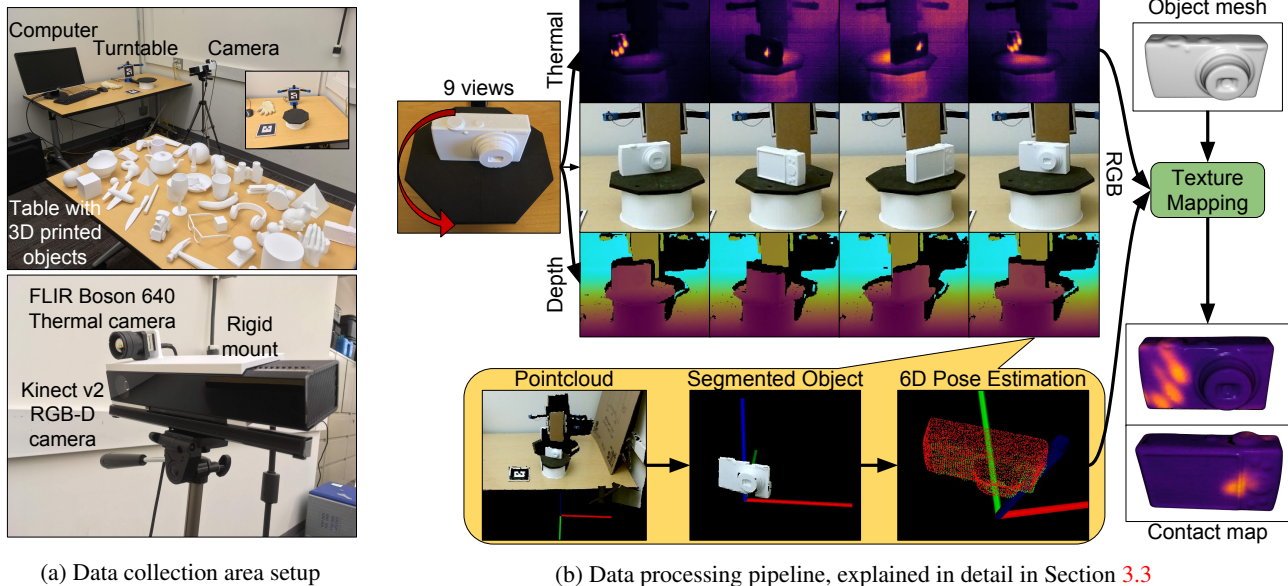 Computer
Turntable
Camera
Table with
3D printed
objects
FLIR Boson 640
Thermal camera
Rigid
mount
Kinect v2
RGB-D
camera
(a) Data collection area setup
9 views
Thermal
RGB
Depth
Object mesh
Texture
Mapping
Pointcloud
Segmented Object
6D Pose Estimation
Contact map
(b) Data processing pipeline, explained in detail in Section 3.3